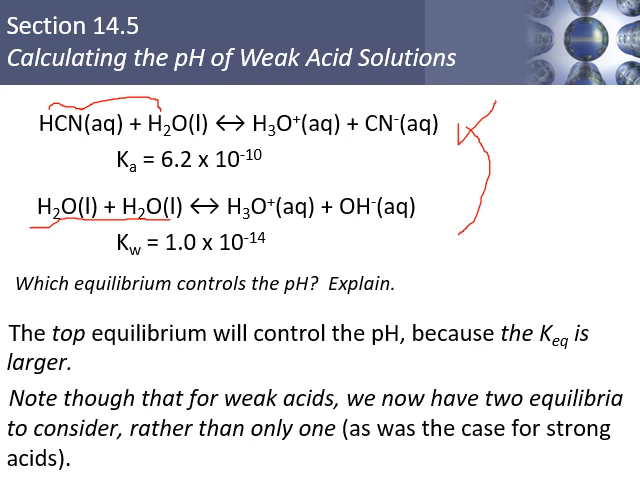 Section 14.5
Calculating the pH of Weak Acid Solutions
HCN(aq) + H₂O(l) ↔ H₃O⁺(aq) + CN⁻(aq)
Kₐ = 6.2 x 10⁻¹⁰
H₂O(l) + H₂O(l) ↔ H₃O⁺(aq) + OH⁻(aq)
K_w = 1.0 x 10⁻¹⁴
Which equilibrium controls the pH?  Explain.
The top equilibrium will control the pH, because the K_eq is
larger.
Note though that for weak acids, we now have two equilibria
to consider, rather than only one (as was the case for strong
acids).